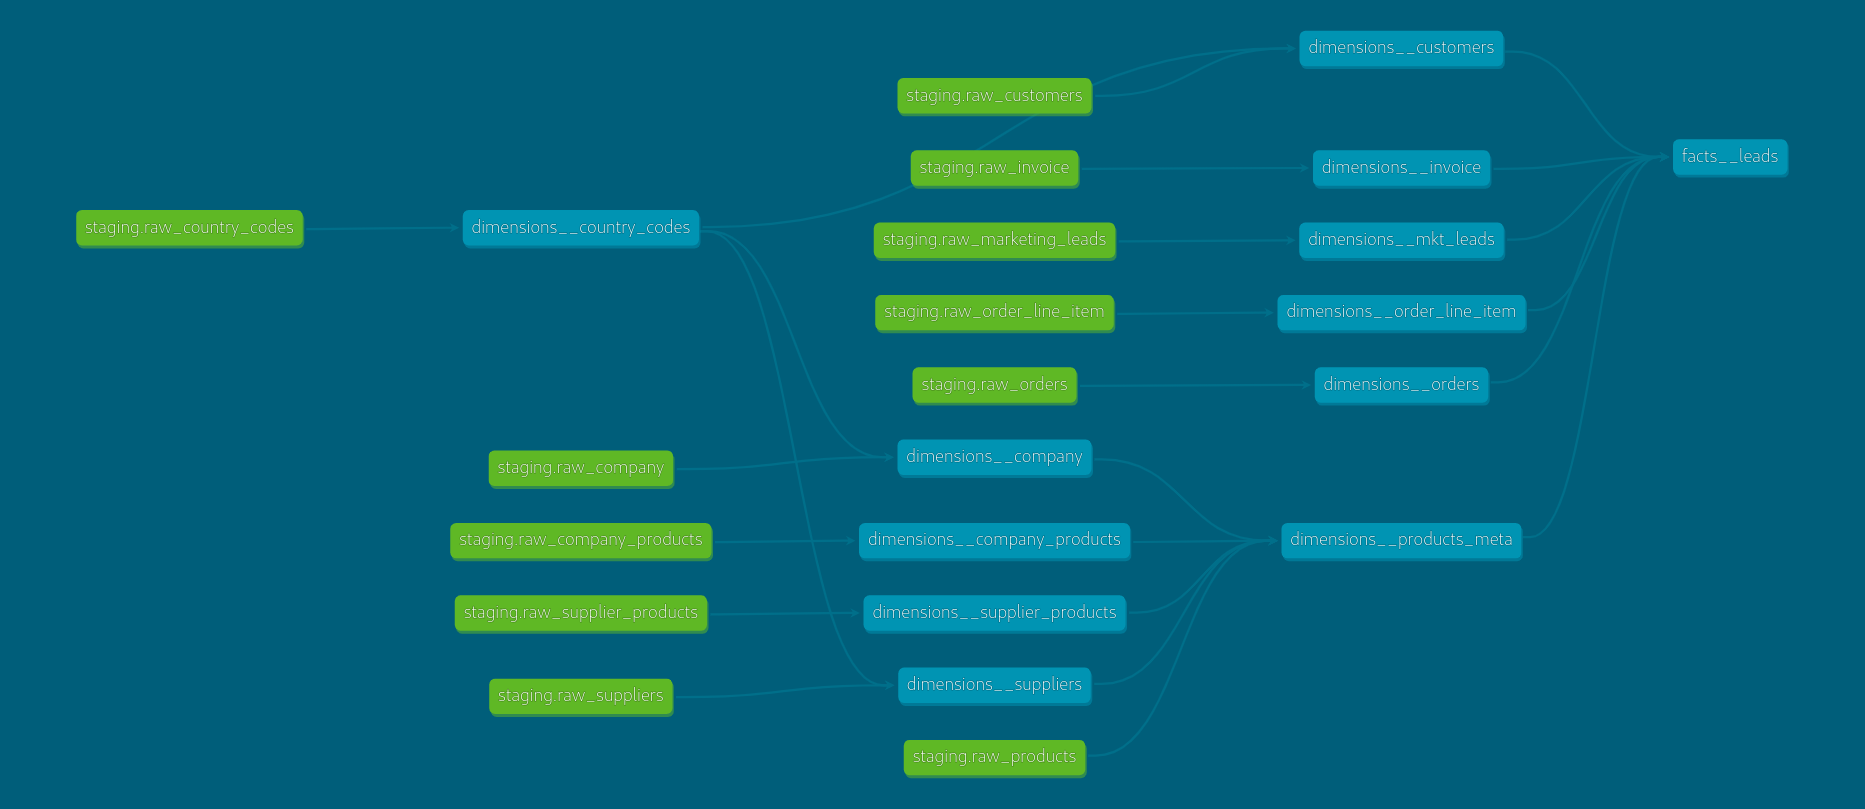 dimensions__customers
staging.raw_customers
facts__leads
staging.raw_invoice
dimensions__invoice
staging.raw_country_codes
dimensions__country_codes
staging.raw_marketing_leads
dimensions__mkt_leads
staging.raw_order_line_item
dimensions__order_line_item
staging.raw_orders
dimensions__orders
staging.raw_company
dimensions__company
staging.raw_company_products
dimensions__company_products
dimensions__products_meta
staging.raw_supplier_products
dimensions__supplier_products
staging.raw_suppliers
dimensions__suppliers
staging.raw_products